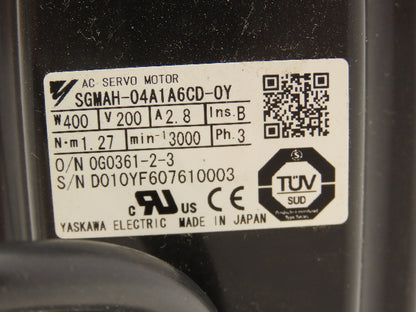 AC SERVO MOTOR
SGMAH-04A1A6CD-0Y
W 400 V 200 A 2.8 Ins. B
N·m 1.27 min⁻¹ 3000 Ph. 3
O/N 0G0361-2-3
S/N D010YF607610003
c UR US CE
TÜV
SUD
YASKAWA ELECTRIC MADE IN JAPAN